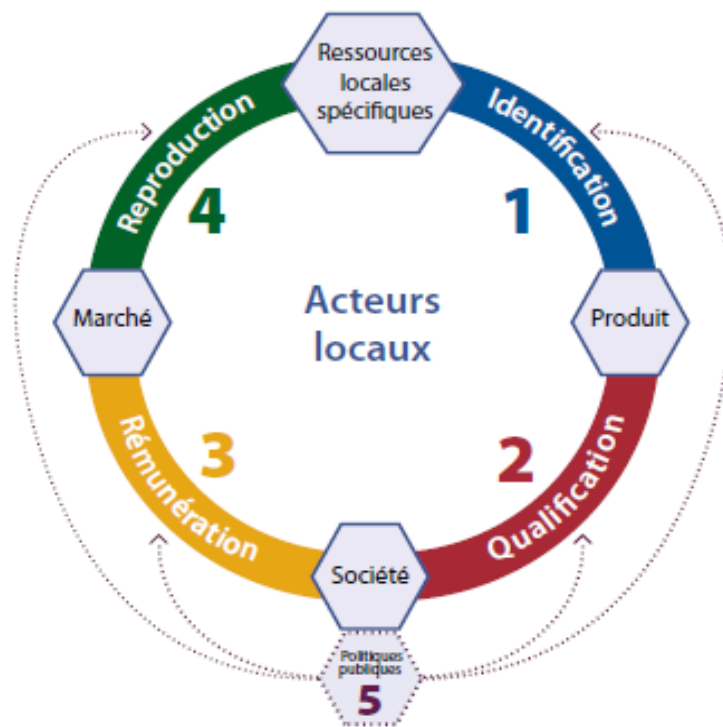 Ressources
locales
spécifiques
Identification
1
Produit
Qualification
2
Société
Rémunération
3
Marché
Reproduction
4
Acteurs
locaux
Politiques
publiques
5